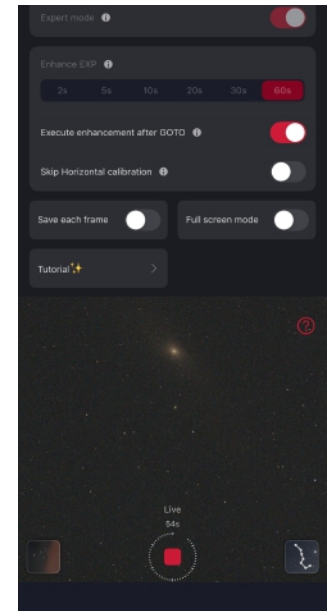 Expert mode
Enhance EXP
2s 5s 10s 20s 30s 60s
Execute enhancement after GOTO
Skip Horizontal calibration
Save each frame
Full screen mode
Tutorial
Live
54s